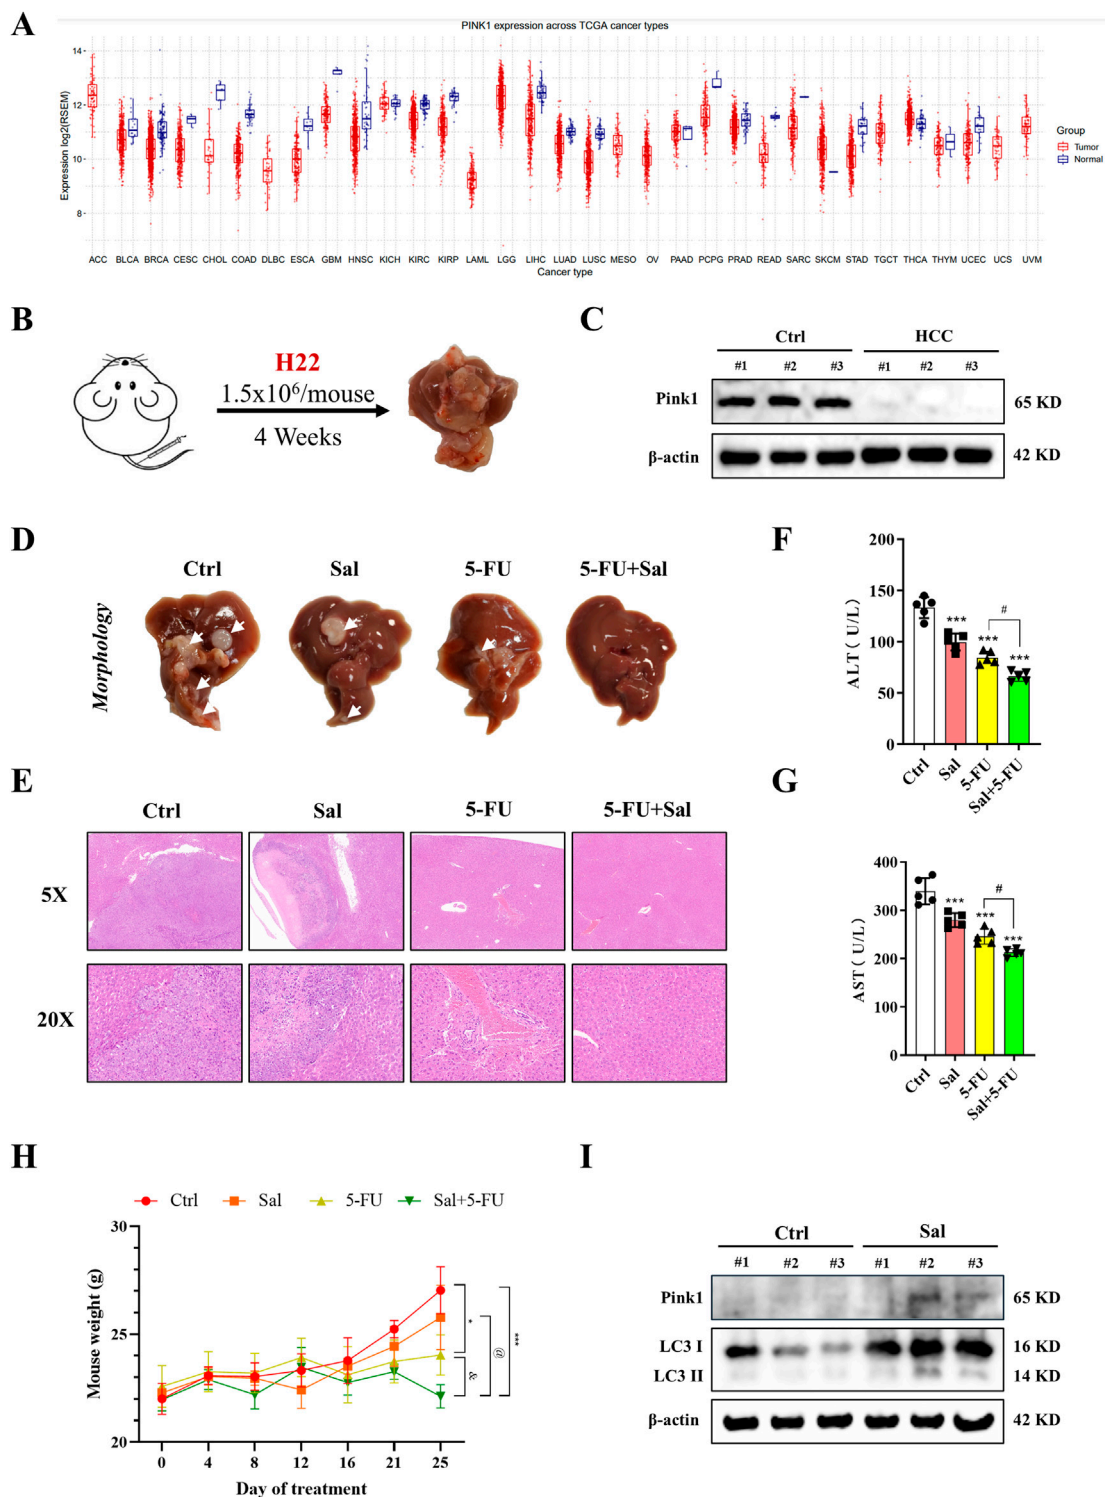 A
PINK1 expression across TCGA cancer types
Expression log2(RSEM)
14
12
10
8
ACC BLCA BRCA CESC CHOL COAD DLBC ESCA GBM HNSC KICH KIRC KIRP LAML LGG LIHC LUAD LUSC MESO OV PAAD PCPG PRAD READ SARC SKCM STAD TGCT THCA THYM UCEC UCS UVM
Cancer type
Group
Tumor
Normal
B
H22
1.5x10⁶/mouse
4 Weeks
C
Ctrl HCC
#1 #2 #3 #1 #2 #3
Pink1 65 KD
β-actin 42 KD
D
Ctrl Sal 5-FU 5-FU+Sal
Morphology
E
Ctrl Sal 5-FU 5-FU+Sal
5X
20X
F
ALT( U/L)
200
150
100
50
0
*** *** # ***
Ctrl Sal 5-FU Sal+5-FU
G
AST( U/L)
400
300
200
100
0
*** *** # ***
Ctrl Sal 5-FU Sal+5-FU
H
Ctrl Sal 5-FU Sal+5-FU
Mouse weight (g)
30
25
20
* & @ ***
0 4 8 12 16 21 25
Day of treatment
I
Ctrl Sal
#1 #2 #3 #1 #2 #3
Pink1 65 KD
LC3 I 16 KD
LC3 II 14 KD
β-actin 42 KD